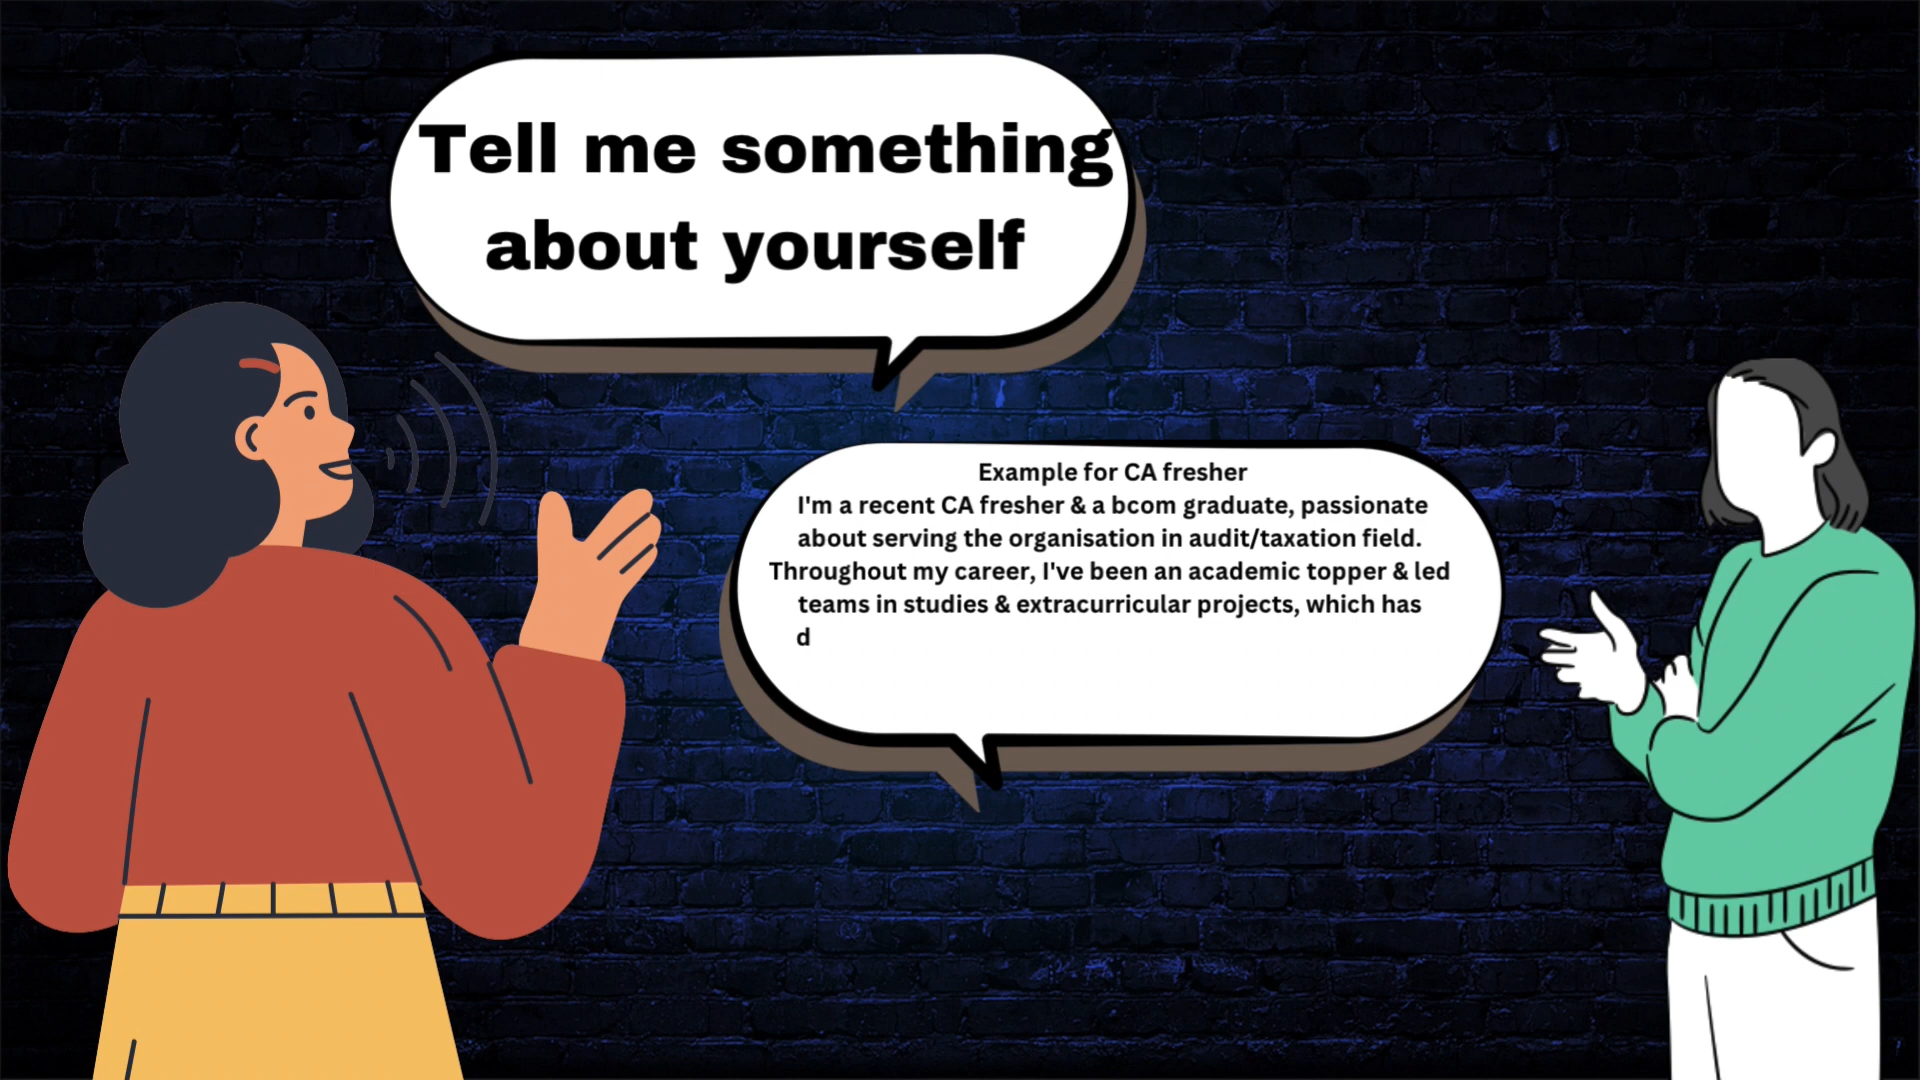 Tell me something
about yourself
Example for CA fresher
I'm a recent CA fresher & a bcom graduate, passionate
about serving the organisation in audit/taxation field.
Throughout my career, I've been an academic topper & led
teams in studies & extracurricular projects, which has
d